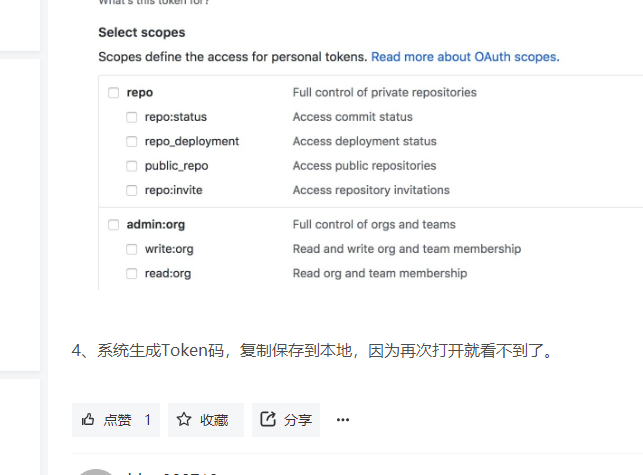 What's this token for?
Select scopes
Scopes define the access for personal tokens. Read more about OAuth scopes.
repo Full control of private repositories
repo:status Access commit status
repo_deployment Access deployment status
public_repo Access public repositories
repo:invite Access repository invitations
admin:org Full control of orgs and teams
write:org Read and write org and team membership
read:org Read org and team membership
4、系统生成Token码，复制保存到本地，因为再次打开就看不到了。
点赞 1 收藏 分享 •••